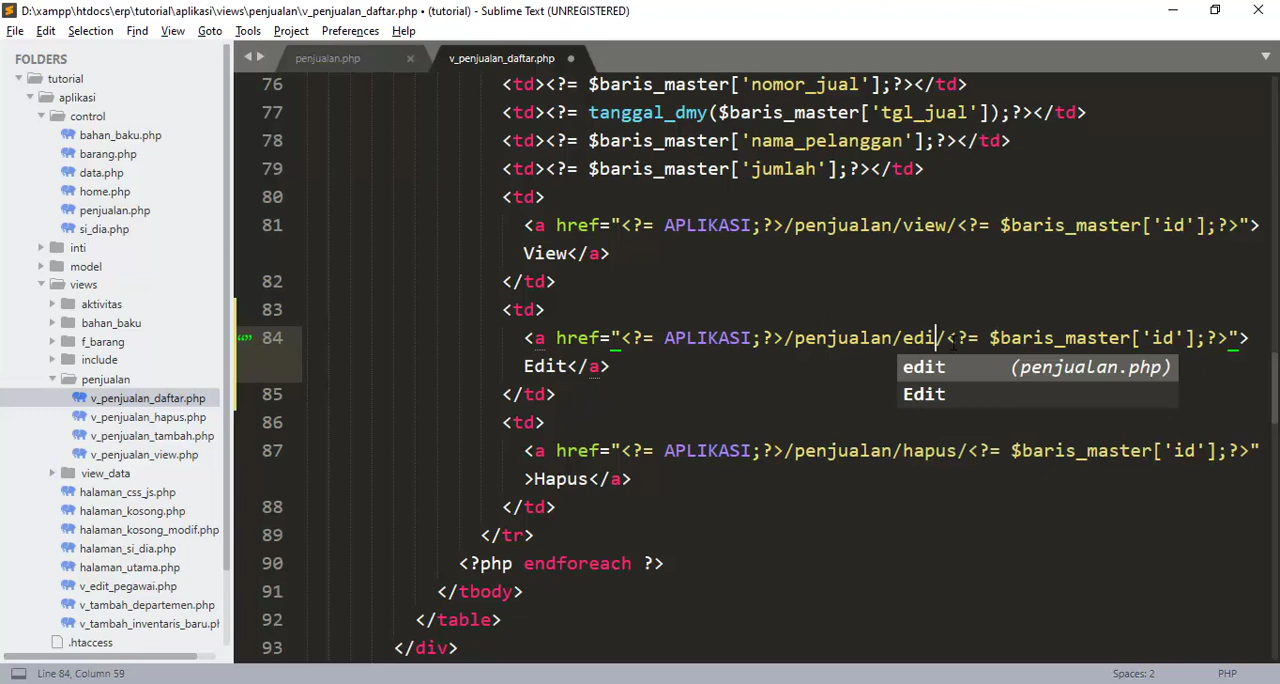 D:\xampp\htdocs\erp\tutorial\aplikasi\views\penjualan\v_penjualan_daftar.php • (tutorial) - Sublime Text (UNREGISTERED)
File Edit Selection Find View Goto Tools Project Preferences Help
FOLDERS
tutorial
aplikasi
control
bahan_baku.php
barang.php
data.php
home.php
penjualan.php
si_dia.php
inti
model
views
aktivitas
bahan_baku
f_barang
include
penjualan
v_penjualan_daftar.php
v_penjualan_hapus.php
v_penjualan_tambah.php
v_penjualan_view.php
view_data
halaman_css_js.php
halaman_kosong.php
halaman_kosong_modif.php
halaman_si_dia.php
halaman_utama.php
v_edit_pegawai.php
v_tambah_departemen.php
v_tambah_inventaris_baru.ph
.htaccess
penjualan.php × v_penjualan_daftar.php
76 <td><?= $baris_master['nomor_jual'];?></td>
77 <td><?= tanggal_dmy($baris_master['tgl_jual']);?></td>
78 <td><?= $baris_master['nama_pelanggan'];?></td>
79 <td><?= $baris_master['jumlah'];?></td>
80 <td>
81 <a href="<?= APLIKASI;?>/penjualan/view/<?= $baris_master['id'];?>">
View</a>
82 </td>
83 <td>
84 <a href="<?= APLIKASI;?>/penjualan/edi/<?= $baris_master['id'];?>">
Edit</a>
edit (penjualan.php)
Edit
85 </td>
86 <td>
87 <a href="<?= APLIKASI;?>/penjualan/hapus/<?= $baris_master['id'];?>"
>Hapus</a>
88 </td>
89 </tr>
90 <?php endforeach ?>
91 </tbody>
92 </table>
93 </div>
Line 84, Column 59
Spaces: 2
PHP